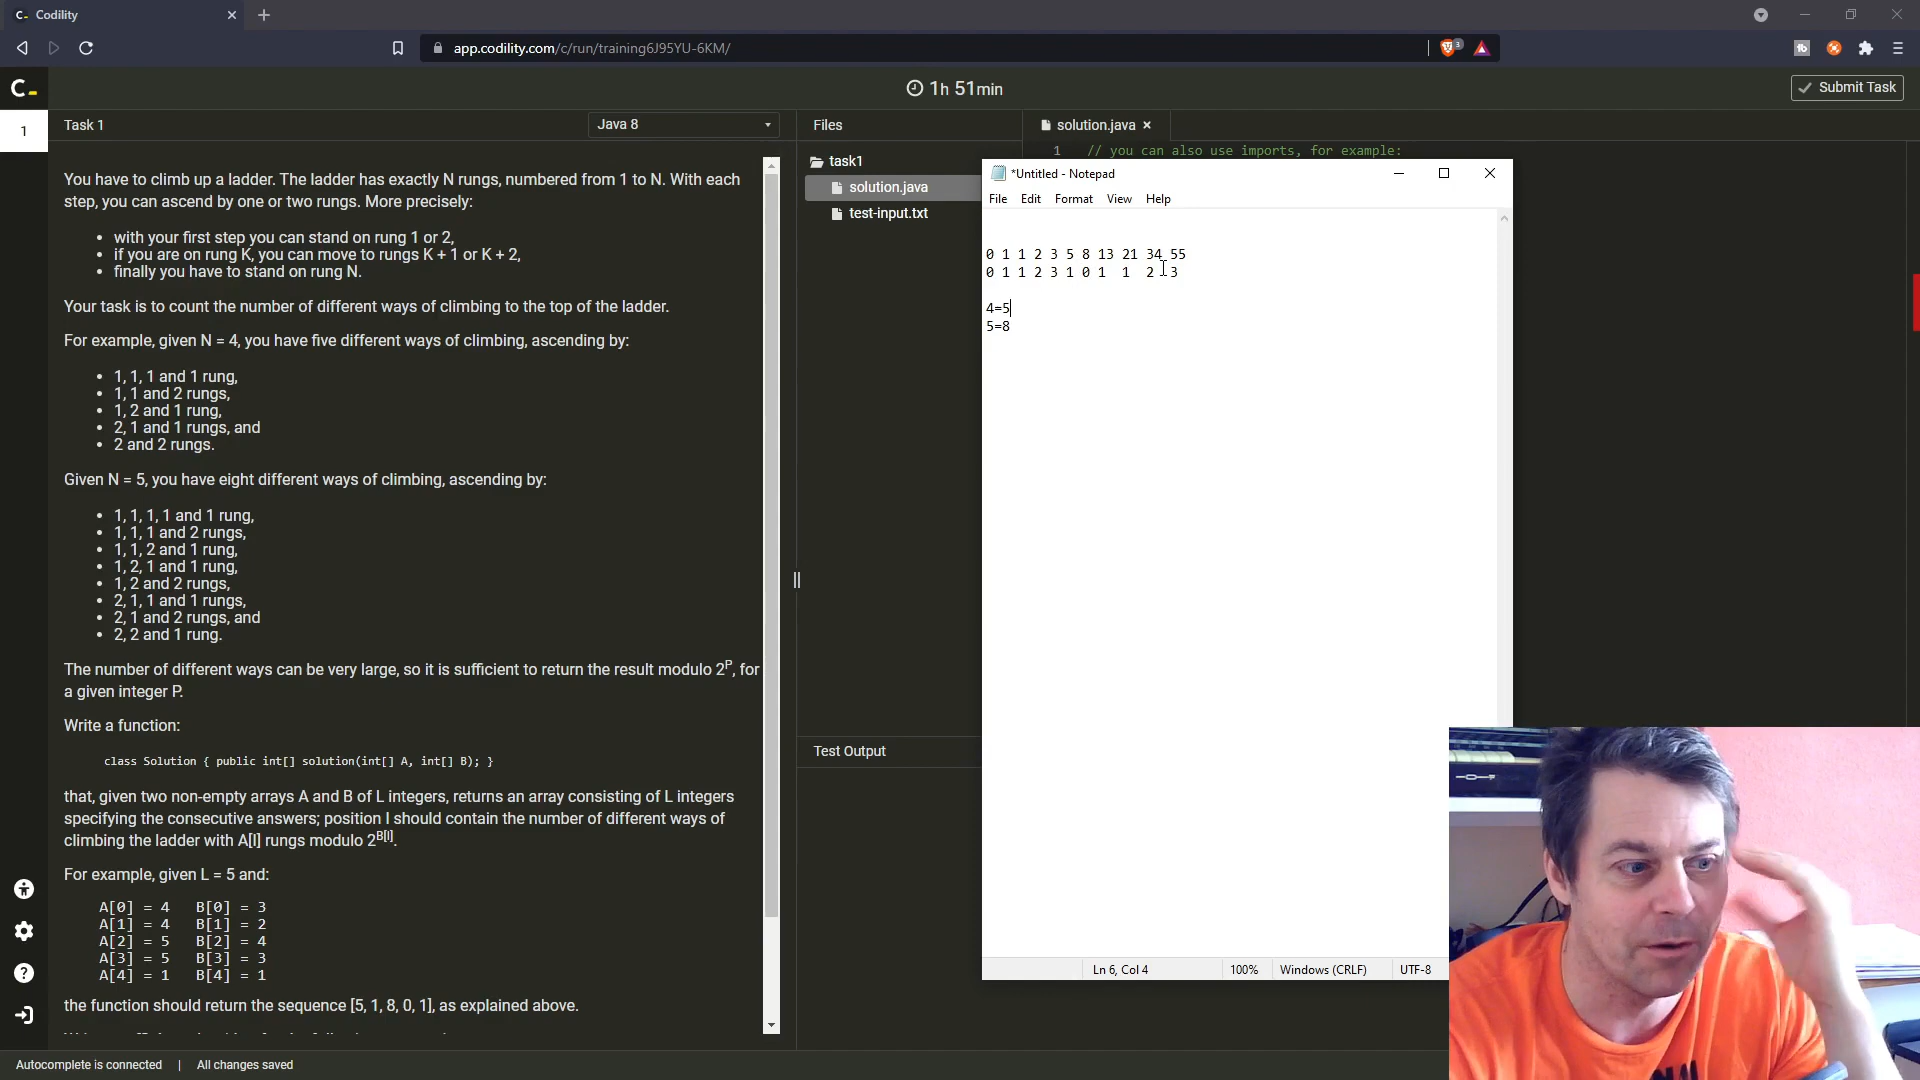 Codility
app.codility.com/c/run/training6J95YU-6KM/
3
C_
1h 51min
Submit Task
1
Task 1
Java 8
Files
solution.java
task1
solution.java
test-input.txt
1 // you can also use imports, for example:
You have to climb up a ladder. The ladder has exactly N rungs, numbered from 1 to N. With each
step, you can ascend by one or two rungs. More precisely:
• with your first step you can stand on rung 1 or 2,
• if you are on rung K, you can move to rungs K + 1 or K + 2,
• finally you have to stand on rung N.
Your task is to count the number of different ways of climbing to the top of the ladder.
For example, given N = 4, you have five different ways of climbing, ascending by:
• 1, 1, 1 and 1 rung,
• 1, 1 and 2 rungs,
• 1, 2 and 1 rung,
• 2, 1 and 1 rungs, and
• 2 and 2 rungs.
Given N = 5, you have eight different ways of climbing, ascending by:
• 1, 1, 1, 1 and 1 rung,
• 1, 1, 1 and 2 rungs,
• 1, 1, 2 and 1 rung,
• 1, 2, 1 and 1 rung,
• 1, 2 and 2 rungs,
• 2, 1, 1 and 1 rungs,
• 2, 1 and 2 rungs, and
• 2, 2 and 1 rung.
The number of different ways can be very large, so it is sufficient to return the result modulo 2^P, for
a given integer P.
Write a function:
class Solution { public int[] solution(int[] A, int[] B); }
that, given two non-empty arrays A and B of L integers, returns an array consisting of L integers
specifying the consecutive answers; position I should contain the number of different ways of
climbing the ladder with A[I] rungs modulo 2^B[I].
For example, given L = 5 and:
A[0] = 4 B[0] = 3
A[1] = 4 B[1] = 2
A[2] = 5 B[2] = 4
A[3] = 5 B[3] = 3
A[4] = 1 B[4] = 1
the function should return the sequence [5, 1, 8, 0, 1], as explained above.
Test Output
*Untitled - Notepad
File Edit Format View Help
0 1 1 2 3 5 8 13 21 34 55
0 1 1 2 3 1 0 1 1 2 3
4=5
5=8
Ln 6, Col 4
100%
Windows (CRLF)
UTF-8
Autocomplete is connected | All changes saved